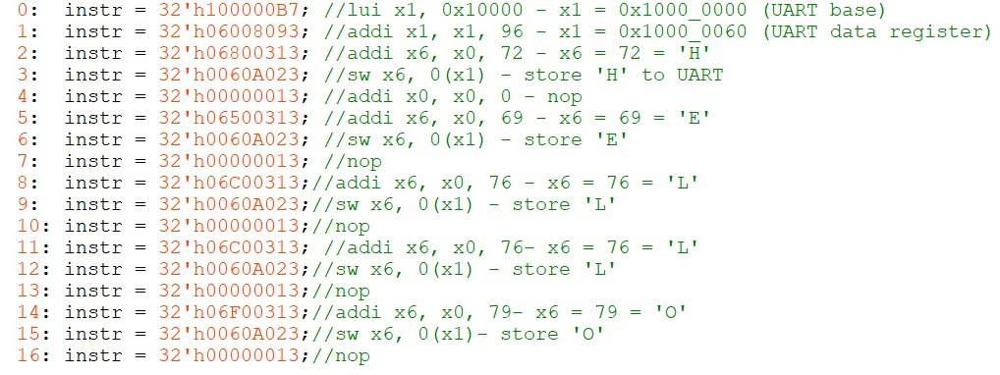 0:  instr = 32'h100000B7; //lui x1, 0x10000 - x1 = 0x1000_0000 (UART base)
1:  instr = 32'h06008093; //addi x1, x1, 96 - x1 = 0x1000_0060 (UART data register)
2:  instr = 32'h06800313; //addi x6, x0, 72 - x6 = 72 = 'H'
3:  instr = 32'h0060A023; //sw x6, 0(x1) - store 'H' to UART
4:  instr = 32'h00000013; //addi x0, x0, 0 - nop
5:  instr = 32'h06500313; //addi x6, x0, 69 - x6 = 69 = 'E'
6:  instr = 32'h0060A023; //sw x6, 0(x1) - store 'E'
7:  instr = 32'h00000013; //nop
8:  instr = 32'h06C00313;//addi x6, x0, 76 - x6 = 76 = 'L'
9:  instr = 32'h0060A023;//sw x6, 0(x1) - store 'L'
10: instr = 32'h00000013;//nop
11: instr = 32'h06C00313;//addi x6, x0, 76- x6 = 76 = 'L'
12: instr = 32'h0060A023;//sw x6, 0(x1) - store 'L'
13: instr = 32'h00000013;//nop
14: instr = 32'h06F00313;//addi x6, x0, 79- x6 = 79 = 'O'
15: instr = 32'h0060A023;//sw x6, 0(x1)- store 'O'
16: instr = 32'h00000013;//nop